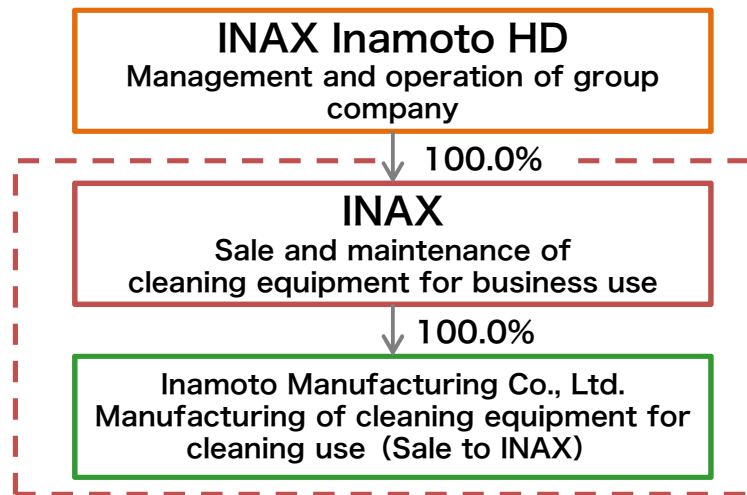 INAX Inamoto HD
Management and operation of group
company
100.0%
INAX
Sale and maintenance of
cleaning equipment for business use
100.0%
Inamoto Manufacturing Co., Ltd.
Manufacturing of cleaning equipment for
cleaning use（Sale to INAX）